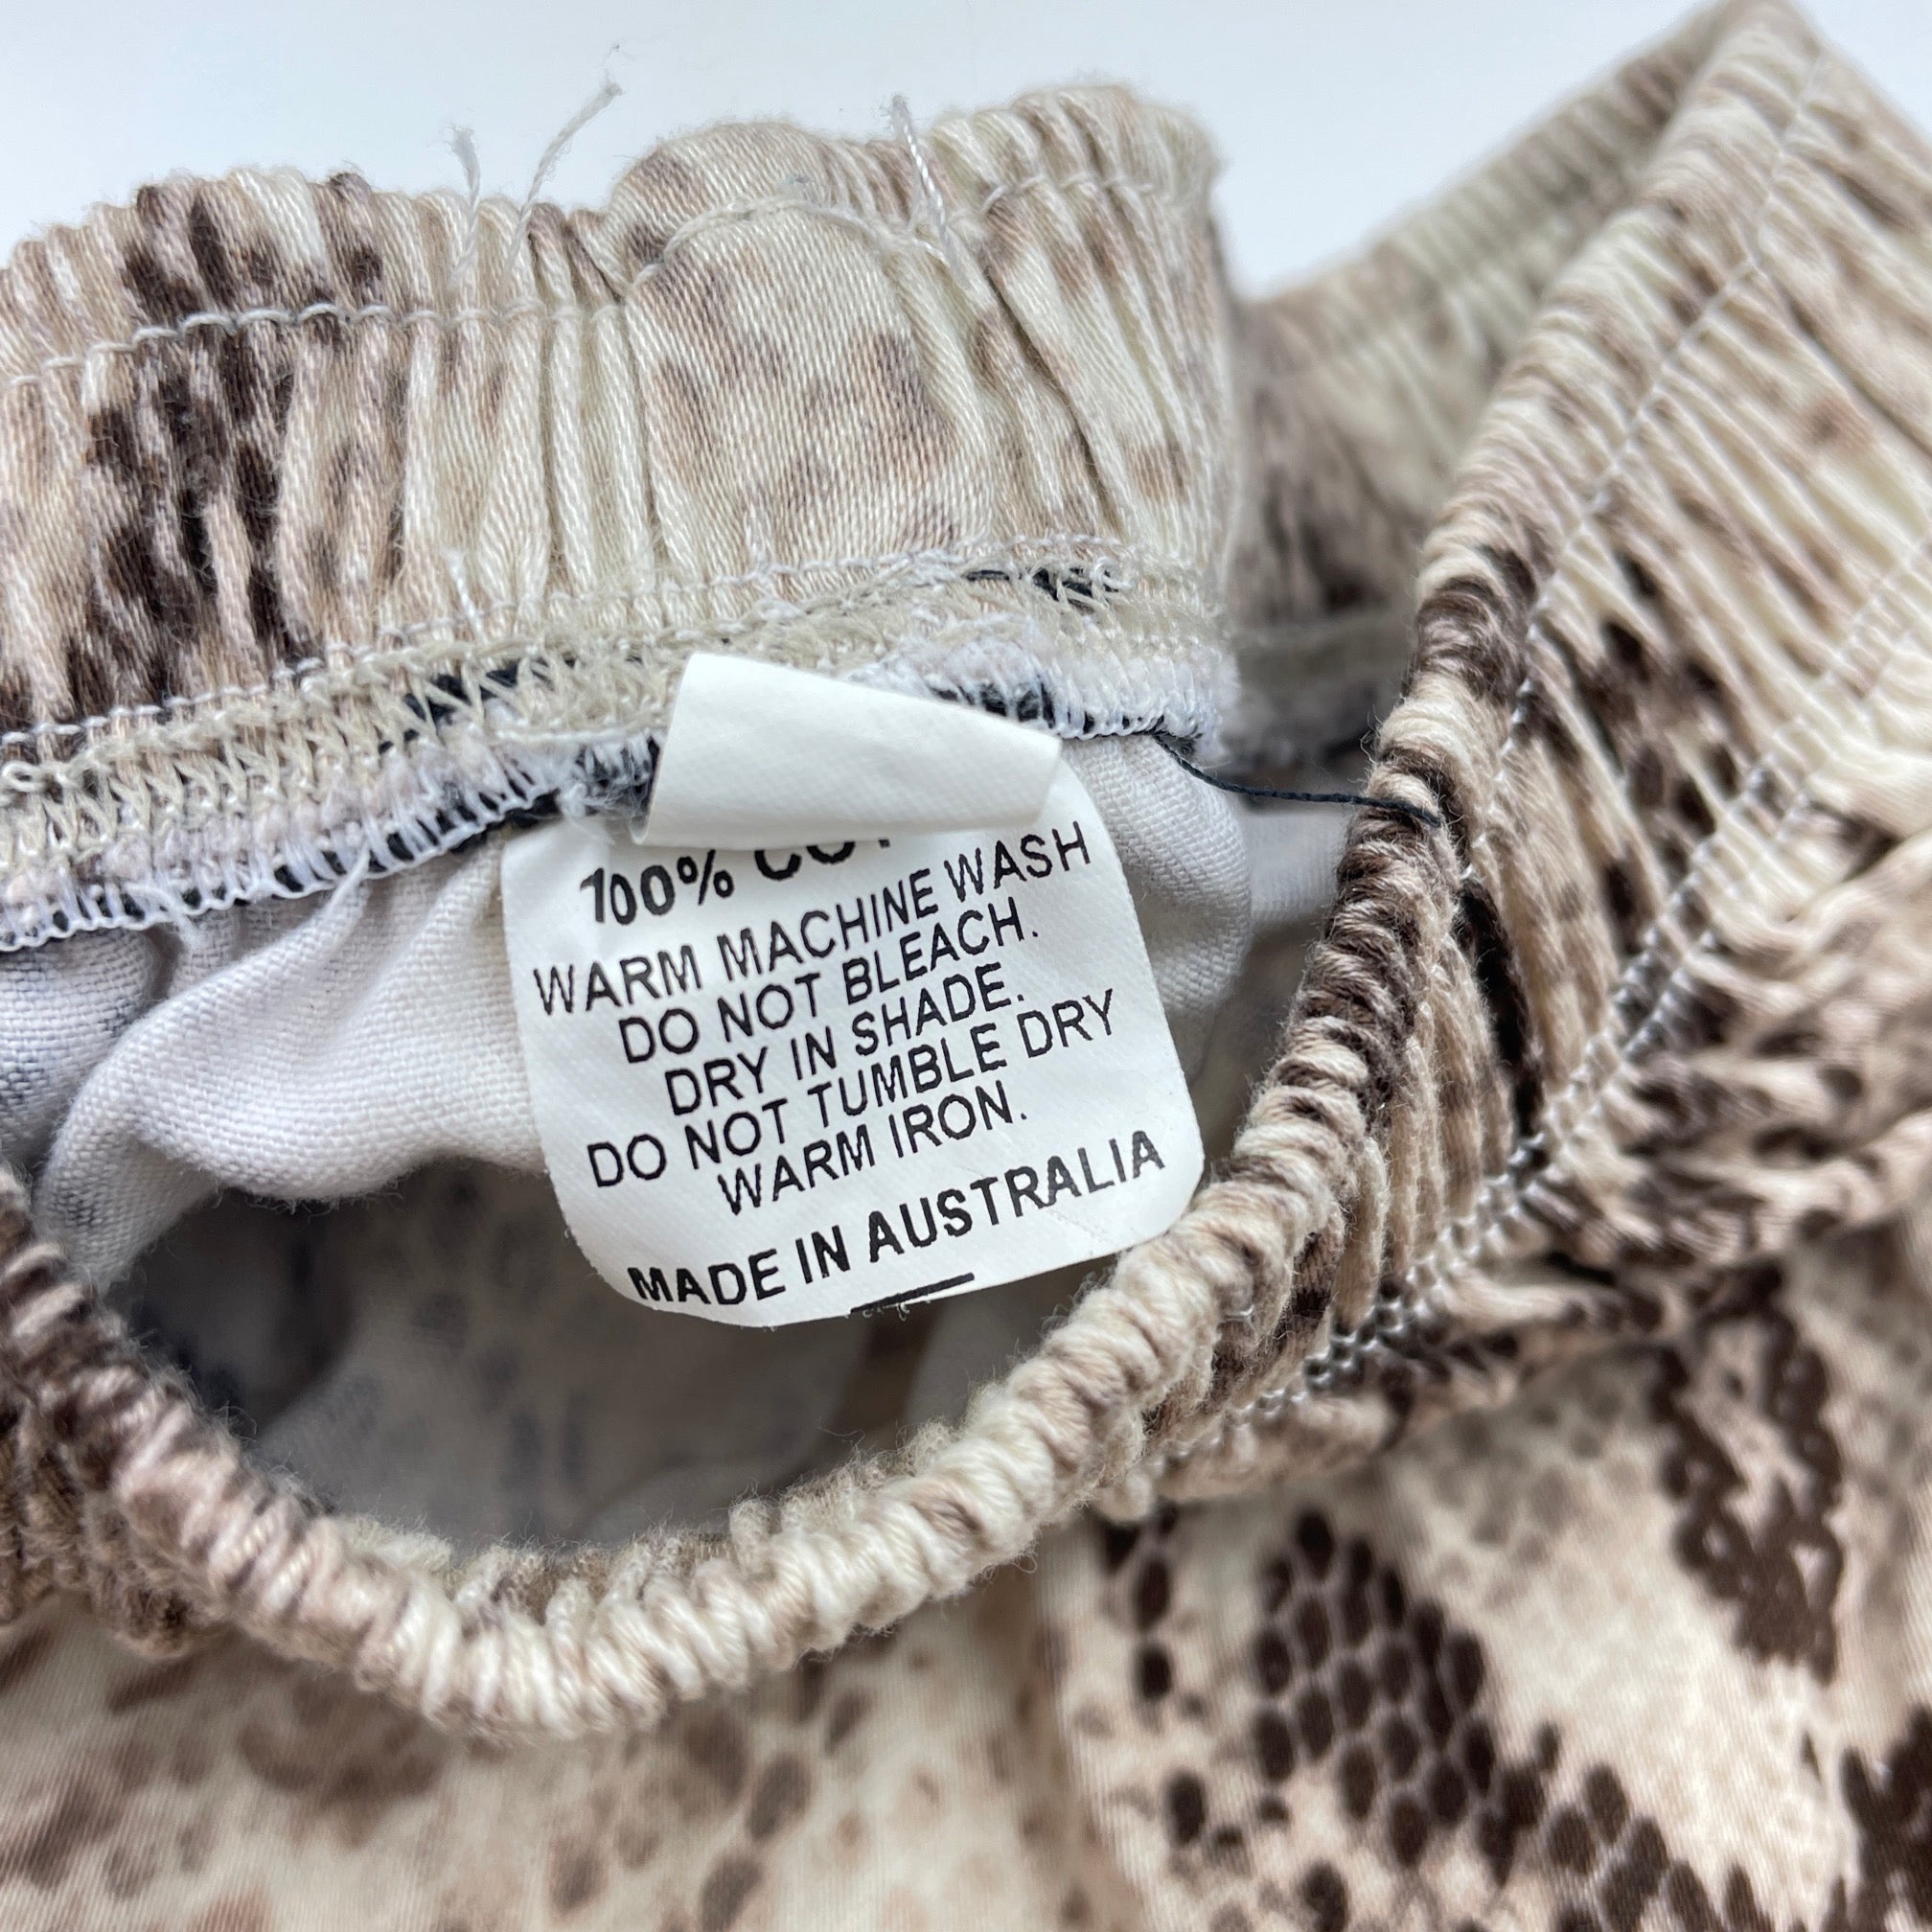 100% COT
WARM MACHINE WASH
DO NOT BLEACH.
DRY IN SHADE.
DO NOT TUMBLE DRY
WARM IRON.
MADE IN AUSTRALIA